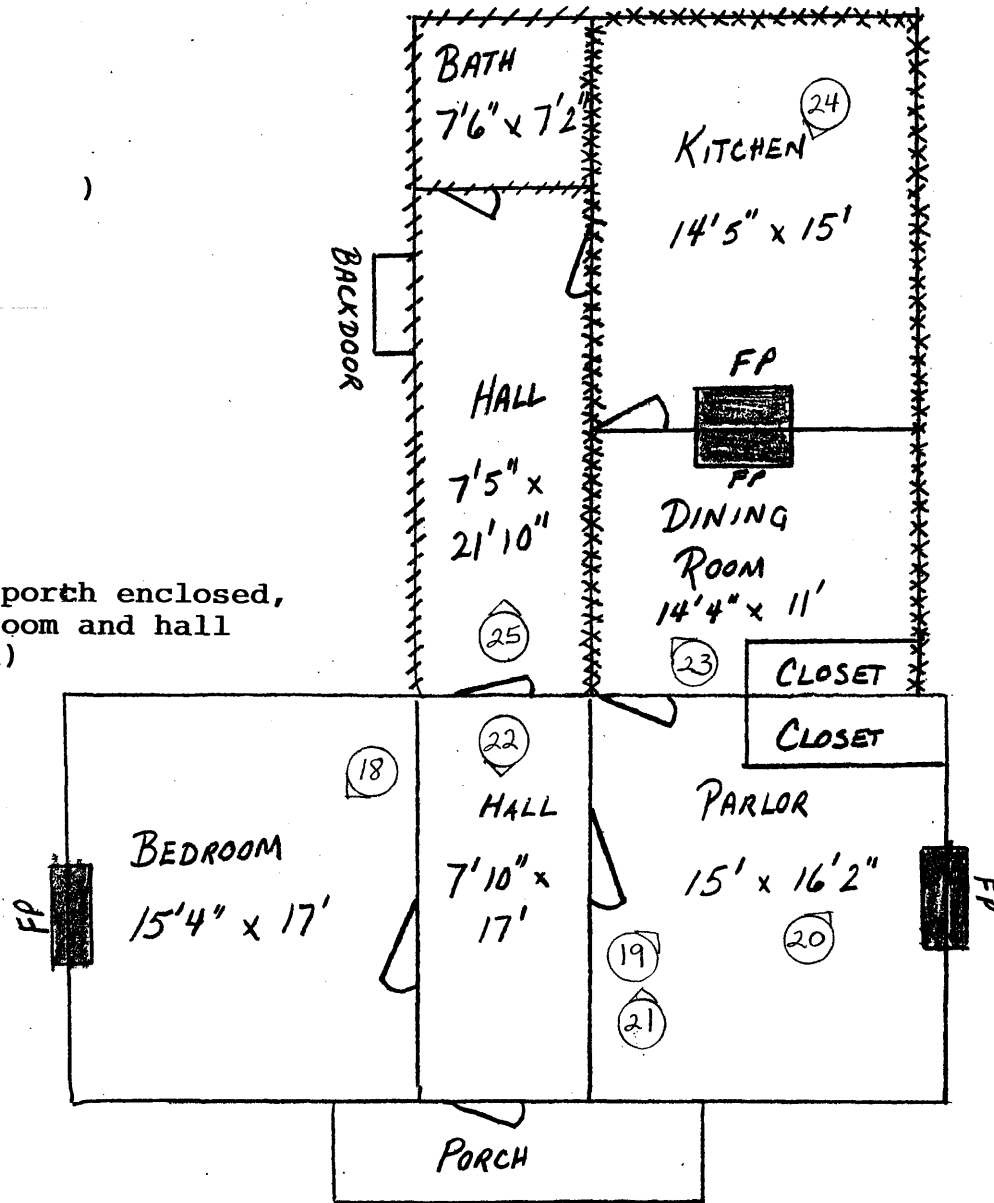 BATH
7'6" x 7'2"
24
KITCHEN
14'5" x 15'
)
BACKDOOR
FP
HALL
7'5" x
21'10"
FP
DINING
ROOM
14'4" x 11'
porth enclosed,
oom and hall
)
25
23
CLOSET
CLOSET
18
22
HALL
7'10" x
17'
PARLOR
15' x 16'2"
BEDROOM
15'4" x 17'
FP
FP
19
20
21
PORCH